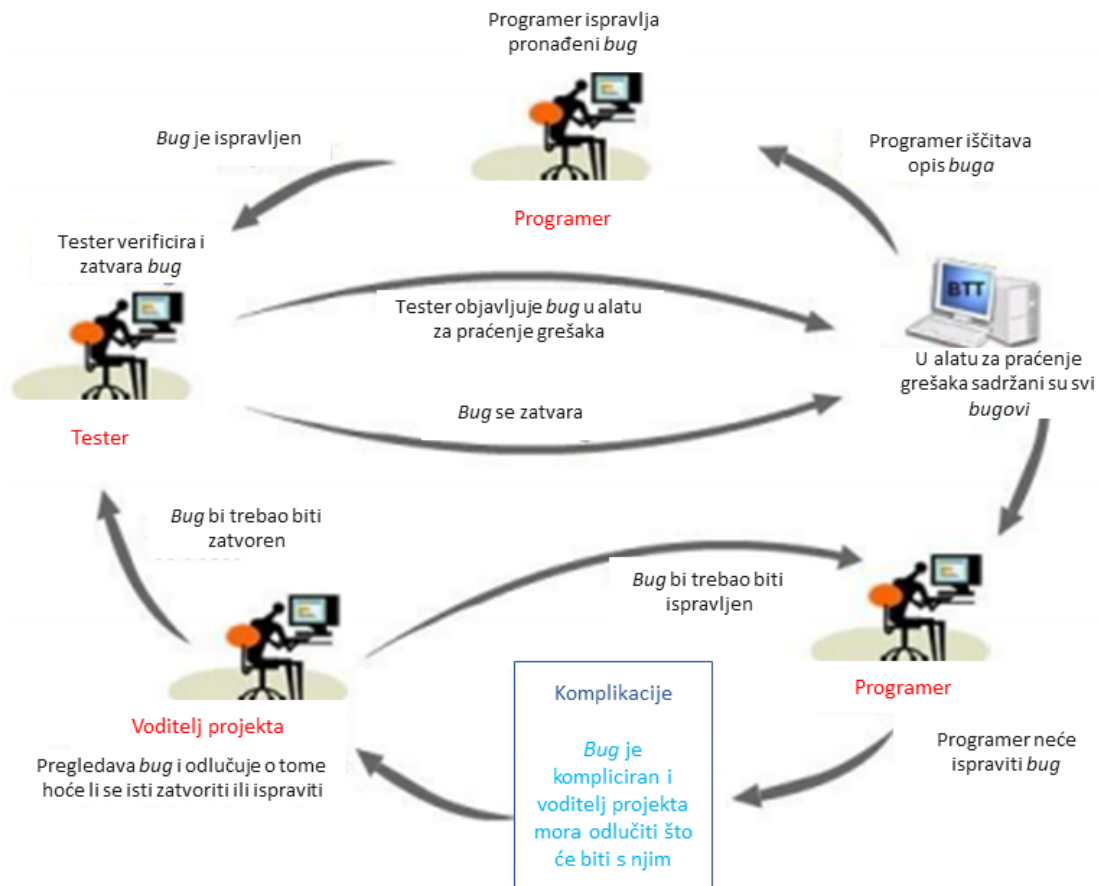 Programer ispravlja
pronađeni bug
Bug je ispravljen
Programer iščitava
opis buga
Programer
Tester verificira i
zatvara bug
Tester objavljuje bug u alatu
za praćenje grešaka
BTT
U alatu za praćenje
grešaka sadržani su svi
bugovi
Bug se zatvara
Tester
Bug bi trebao biti
zatvoren
Bug bi trebao biti
ispravljen
Programer
Voditelj projekta
Pregledava bug i odlučuje o tome
hoće li se isti zatvoriti ili ispraviti
Komplikacije
Bug je
kompliciran i
voditelj projekta
mora odlučiti što
će biti s njim
Programer neće
ispraviti bug